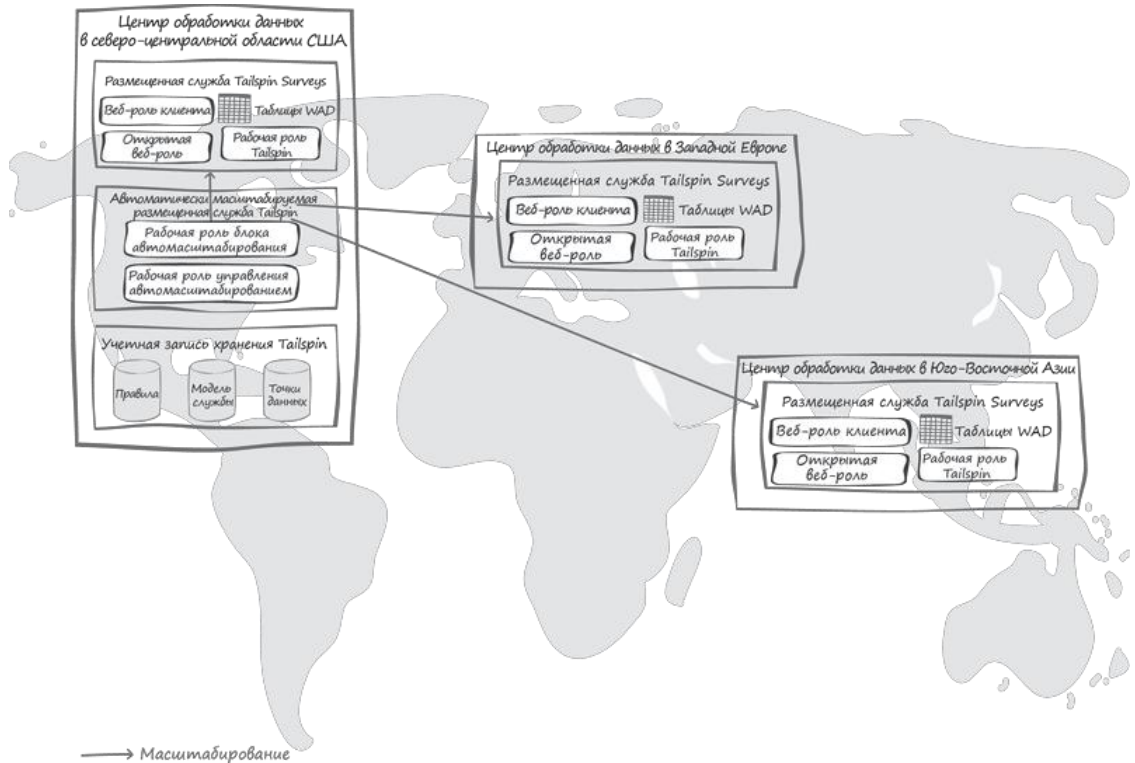 Центр обработки данных
в северо-центральной области США
Размещенная служба Tailspin Surveys
Веб-роль клиента
Таблицы WAD
Открытая
веб-роль
Рабочая роль
Tailspin
Автоматически масштабируемая
размещенная служба Tailspin
Рабочая роль блока
автомасштабирования
Рабочая роль управления
автомасштабированием
Учетная запись хранения Tailspin
Правила
Модель
службы
Точки
данных
Центр обработки данных в Западной Европе
Размещенная служба Tailspin Surveys
Веб-роль клиента
Таблицы WAD
Открытая
веб-роль
Рабочая роль
Tailspin
Центр обработки данных в Юго-Восточной Азии
Размещенная служба Tailspin Surveys
Веб-роль клиента
Таблицы WAD
Открытая
веб-роль
Рабочая роль
Tailspin
Масштабирование